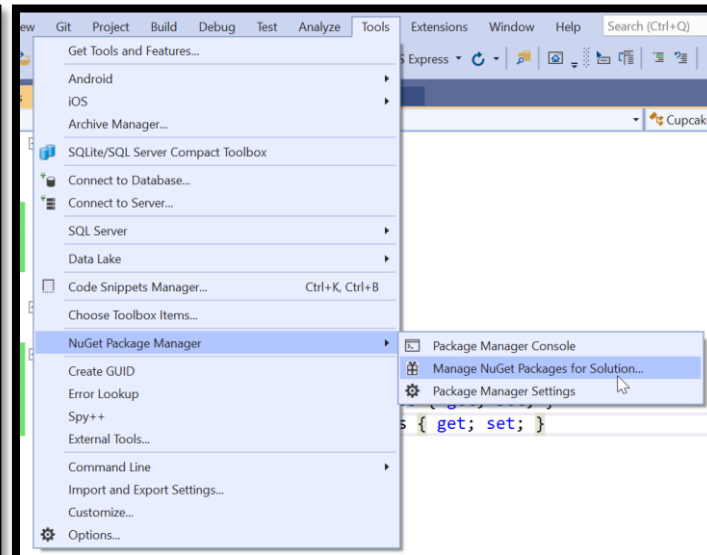 ew Git Project Build Debug Test Analyze Tools Extensions Window Help Search (Ctrl+Q)
Get Tools and Features...
Express
Android
iOS
Archive Manager...
Cupcak
SQLite/SQL Server Compact Toolbox
Connect to Database...
Connect to Server...
SQL Server
Data Lake
Code Snippets Manager... Ctrl+K, Ctrl+B
Choose Toolbox Items...
NuGet Package Manager
Package Manager Console
Create GUID
Manage NuGet Packages for Solution...
Error Lookup
Package Manager Settings
Spy++
s { get; set; }
External Tools...
Command Line
Import and Export Settings...
Customize...
Options...